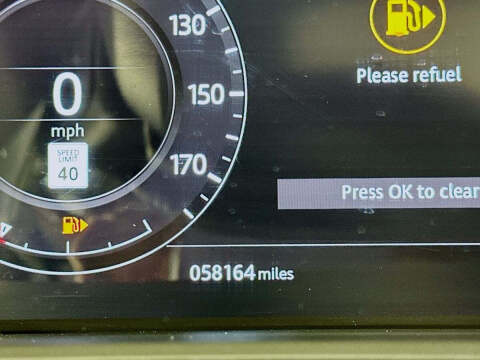 130
150
170
0
mph
SPEED
LIMIT
40
Please refuel
Press OK to clear
058164 miles